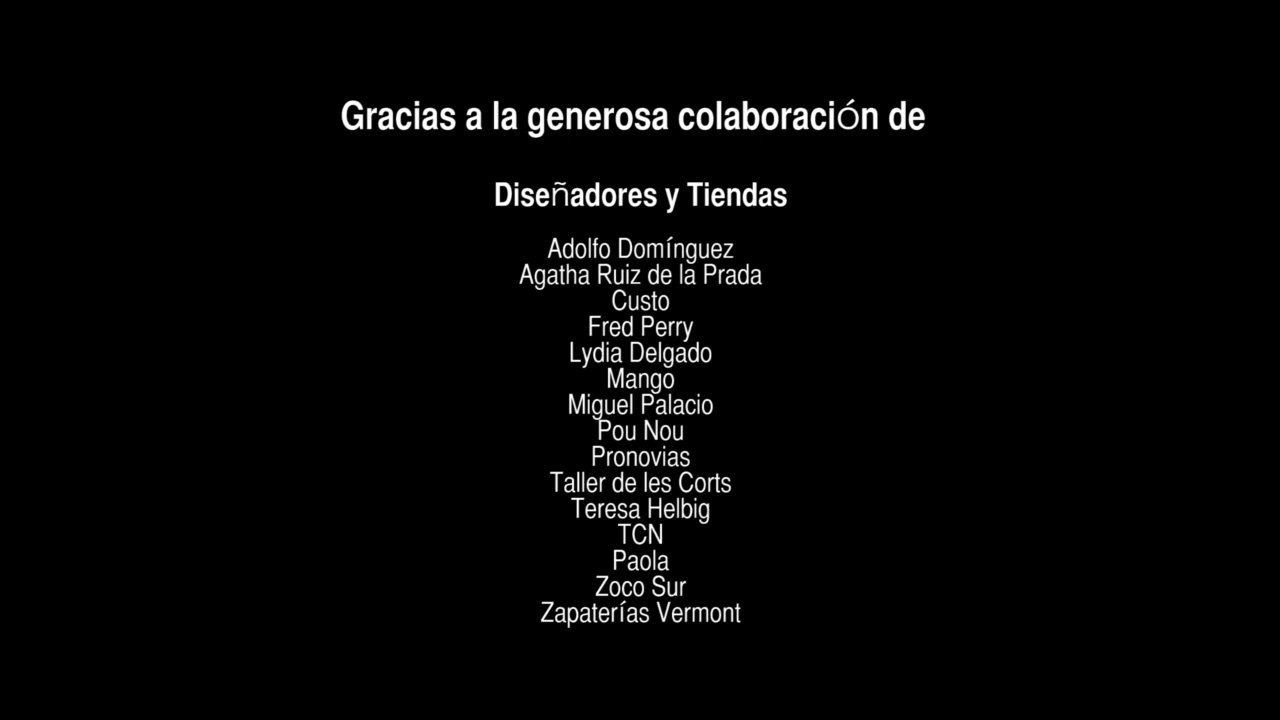 Gracias a la generosa colaboración de
Diseñadores y Tiendas
Adolfo Domínguez
Agatha Ruiz de la Prada
Custo
Fred Perry
Lydia Delgado
Mango
Miguel Palacio
Pou Nou
Pronovias
Taller de les Corts
Teresa Helbig
TCN
Paola
Zoco Sur
Zapaterías Vermont